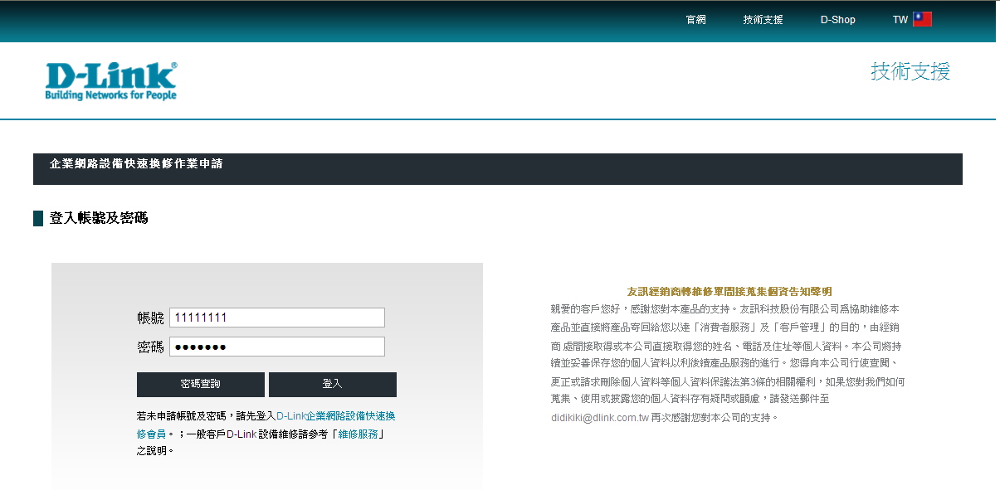 官網 技術支援 D-Shop TW
D-Link®
Building Networks for People
技術支援
企業網路設備快速換修作業申請
登入帳號及密碼
帳號 11111111
密碼 ●●●●●●●
密碼查詢 登入
若未申請帳號及密碼，請先登入D-Link企業網路設備快速換
修會員。；一般客戶D-Link 設備維修請參考「維修服務」
之說明。
友訊經銷商轉維修單間接蒐集個資告知聲明
親愛的客戶您好，感謝您對本產品的支持。友訊科技股份有限公司為協助維修本
產品並直接將產品寄回給您以達「消費者服務」及「客戶管理」的目的，由經銷
商 處間接取得或本公司直接取得您的姓名、電話及住址等個人資料。本公司將持
續並妥善保存您的個人資料以利後續產品服務的進行。您得向本公司行使查閱、
更正或請求刪除個人資料等個人資料保護法第3條的相關權利，如果您對我們如何
蒐集、使用或披露您的個人資料存有疑問或顧慮，請發送郵件至
didikiki@dlink.com.tw 再次感謝您對本公司的支持。